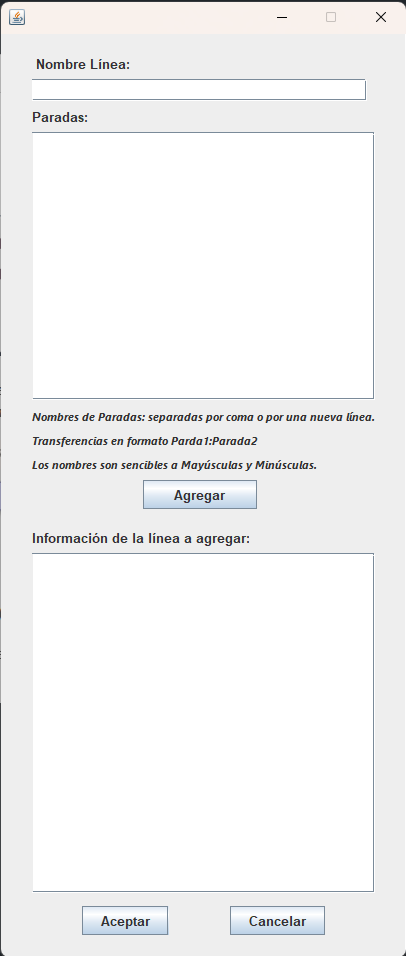 Nombre Línea:
Paradas:
Nombres de Paradas: separadas por coma o por una nueva línea.
Transferencias en formato Parda1:Parada2
Los nombres son sencibles a Mayúsculas y Minúsculas.
Agregar
Información de la línea a agregar:
Aceptar
Cancelar